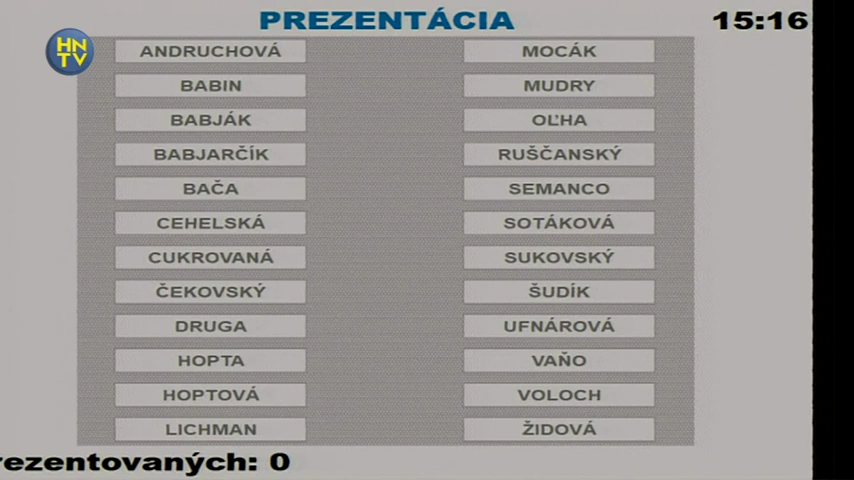 PREZENTÁCIA
15:16
HN
TV
ANDRUCHOVÁ
BABIN
BABJÁK
BABJARČÍK
BAČA
CEHELSKÁ
CUKROVANÁ
ČEKOVSKÝ
DRUGA
HOPTA
HOPTOVÁ
LICHMAN
MOCÁK
MUDRY
OĽHA
RUŠČANSKÝ
SEMANCO
SOTÁKOVÁ
SUKOVSKÝ
ŠUDÍK
UFNÁROVÁ
VAŇO
VOLOCH
ŽIDOVÁ
rezentovaných: 0